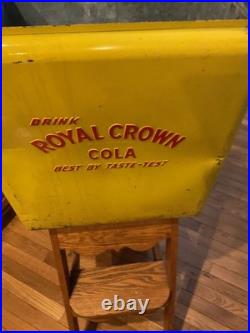 DRINK
ROYAL CROWN
COLA
BEST BY TASTE-TEST